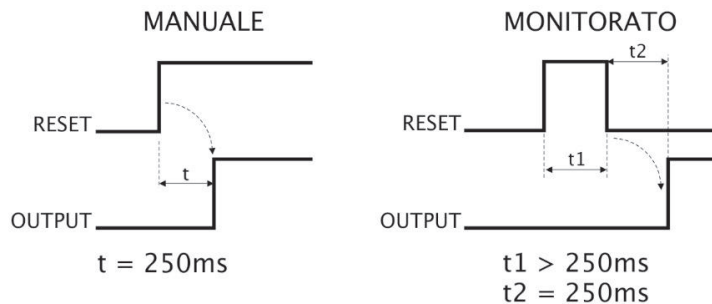 MANUALE
RESET
t
OUTPUT
t = 250ms
MONITORATO
t2
RESET
t1
OUTPUT
t1 > 250ms
t2 = 250ms